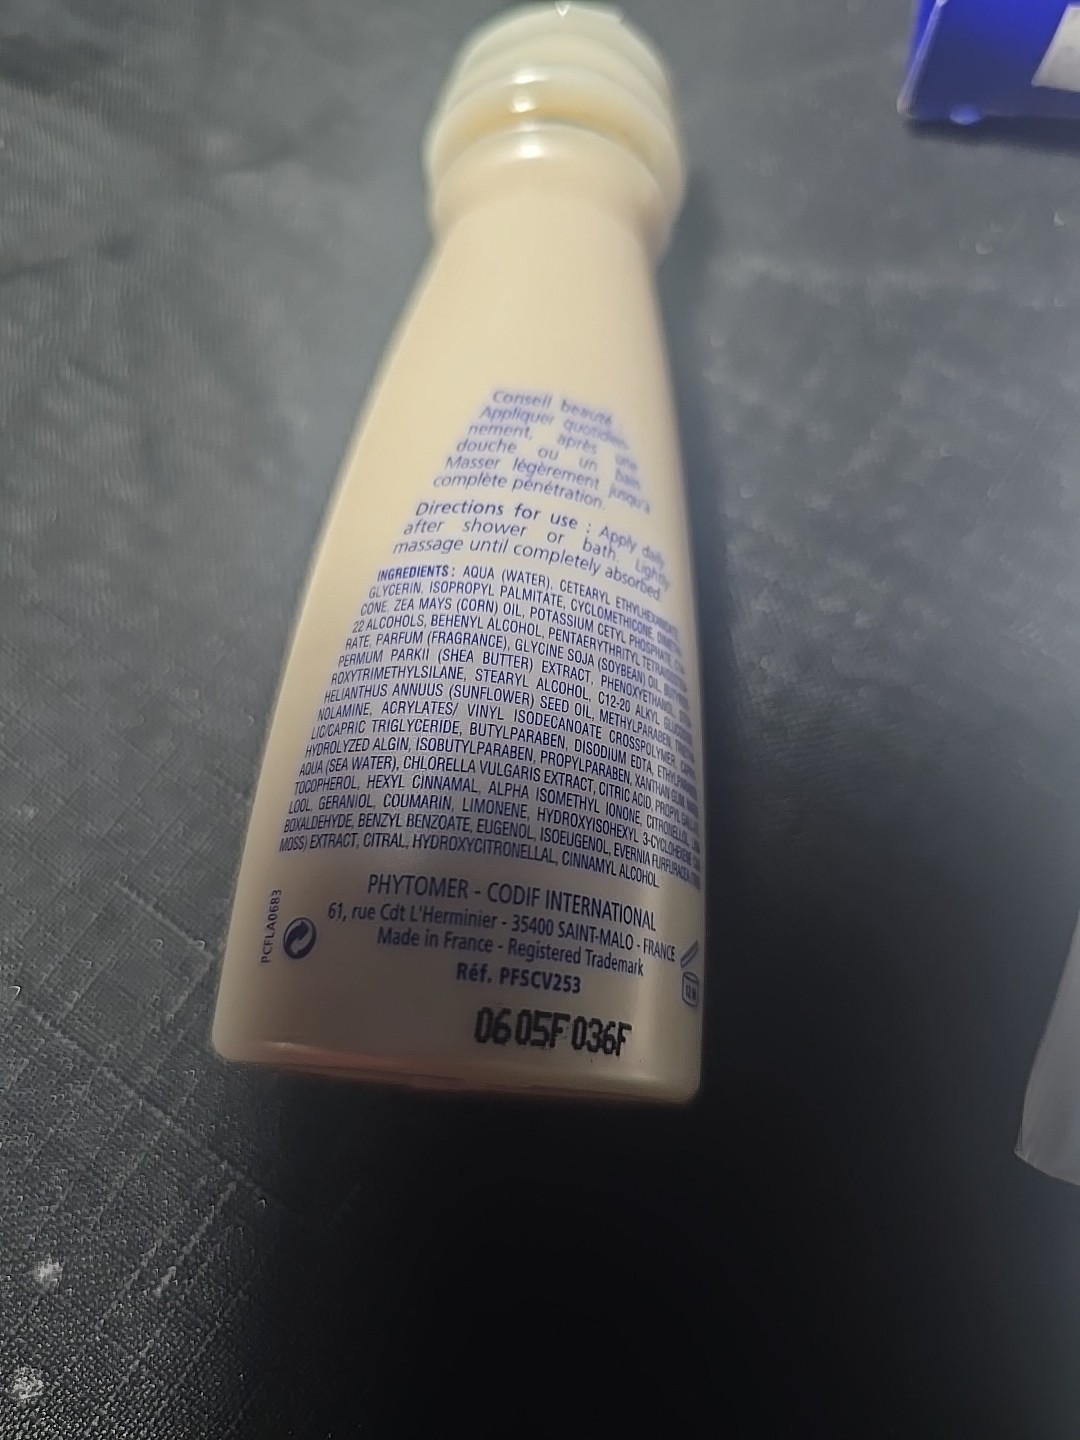 Conseil beauté :
Appliquer quotidien-
nement, après une
douche ou un bain.
Masser légèrement jusqu'à
complète pénétration.
Directions for use : Apply daily
after shower or bath. Lightly
massage until completely absorbed.
INGREDIENTS : AQUA (WATER), CETEARYL ETHYLHEXANOATE,
GLYCERIN, ISOPROPYL PALMITATE, CYCLOMETHICONE,
CONE, ZEA MAYS (CORN) OIL, POTASSIUM CETYL PHOSPHATE,
22 ALCOHOLS, BEHENYL ALCOHOL, PENTAERYTHRITYL
RATE, PARFUM (FRAGRANCE), GLYCINE SOJA (SOYBEAN) OIL,
PERMUM PARKII (SHEA BUTTER) EXTRACT, PHENOXYETHANOL,
ROXYTRIMETHYLSILANE, STEARYL ALCOHOL, C12-20 ALKYL
HELIANTHUS ANNUUS (SUNFLOWER) SEED OIL, METHYLPARABEN,
NOLAMINE, ACRYLATES/ VINYL ISODECANOATE CROSSPOLYMER,
LIC/CAPRIC TRIGLYCERIDE, BUTYLPARABEN, DISODIUM EDTA, ETHYLPARABEN,
HYDROLYZED ALGIN, ISOBUTYLPARABEN, PROPYLPARABEN, XANTHAN GUM,
AQUA (SEA WATER), CHLORELLA VULGARIS EXTRACT, CITRIC ACID, PROPYL
TOCOPHEROL, HEXYL CINNAMAL, ALPHA ISOMETHYL IONONE, CITRONELLOL,
LOOL, GERANIOL, COUMARIN, LIMONENE, HYDROXYISOHEXYL 3-CYCLOHEXENE
BOXALDEHYDE, BENZYL BENZOATE, EUGENOL, ISOEUGENOL, EVERNIA FURFURACEA
MOSS) EXTRACT, CITRAL, HYDROXYCITRONELLAL, CINNAMYL ALCOHOL.
PHYTOMER - CODIF INTERNATIONAL
61, rue Cdt L'Herminier - 35400 SAINT-MALO - FRANCE
Made in France - Registered Trademark
Réf. PFSCV253
PCFLA0683
12 M
0605F036F